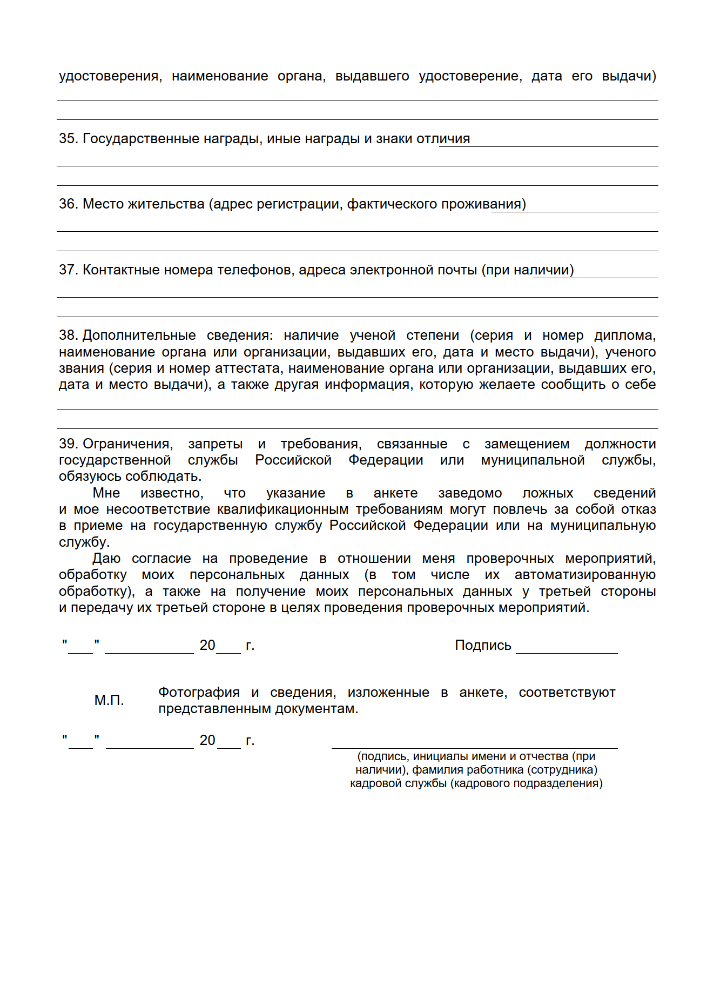 удостоверения, наименование органа, выдавшего удостоверение, дата его выдачи)
35. Государственные награды, иные награды и знаки отличия
36. Место жительства (адрес регистрации, фактического проживания)
37. Контактные номера телефонов, адреса электронной почты (при наличии)
38. Дополнительные сведения: наличие ученой степени (серия и номер диплома,
наименование органа или организации, выдавших его, дата и место выдачи), ученого
звания (серия и номер аттестата, наименование органа или организации, выдавших его,
дата и место выдачи), а также другая информация, которую желаете сообщить о себе
39. Ограничения, запреты и требования, связанные с замещением должности
государственной службы Российской Федерации или муниципальной службы,
обязуюсь соблюдать.
Мне известно, что указание в анкете заведомо ложных сведений
и мое несоответствие квалификационным требованиям могут повлечь за собой отказ
в приеме на государственную службу Российской Федерации или на муниципальную
службу.
Даю согласие на проведение в отношении меня проверочных мероприятий,
обработку моих персональных данных (в том числе их автоматизированную
обработку), а также на получение моих персональных данных у третьей стороны
и передачу их третьей стороне в целях проведения проверочных мероприятий.
"___" ___________ 20___ г. Подпись ____________
М.П. Фотография и сведения, изложенные в анкете, соответствуют
представленным документам.
"___" ___________ 20___ г.
(подпись, инициалы имени и отчества (при
наличии), фамилия работника (сотрудника)
кадровой службы (кадрового подразделения)